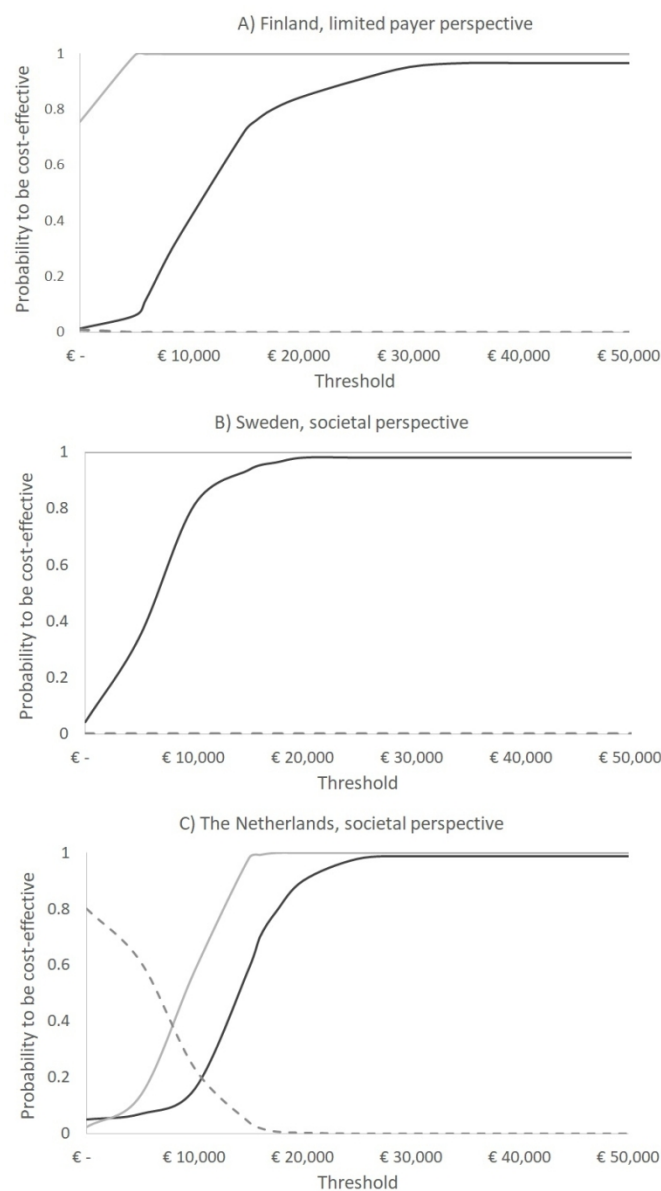 A) Finland, limited payer perspective
1
0.8
0.6
0.4
0.2
0
Probability to be cost-effective
€ - € 10,000 € 20,000 € 30,000 € 40,000 € 50,000
Threshold
B) Sweden, societal perspective
1
0.8
0.6
0.4
0.2
0
Probability to be cost-effective
€ - € 10,000 € 20,000 € 30,000 € 40,000 € 50,000
Threshold
C) The Netherlands, societal perspective
1
0.8
0.6
0.4
0.2
0
Probability to be cost-effective
€ - € 10,000 € 20,000 € 30,000 € 40,000 € 50,000
Threshold